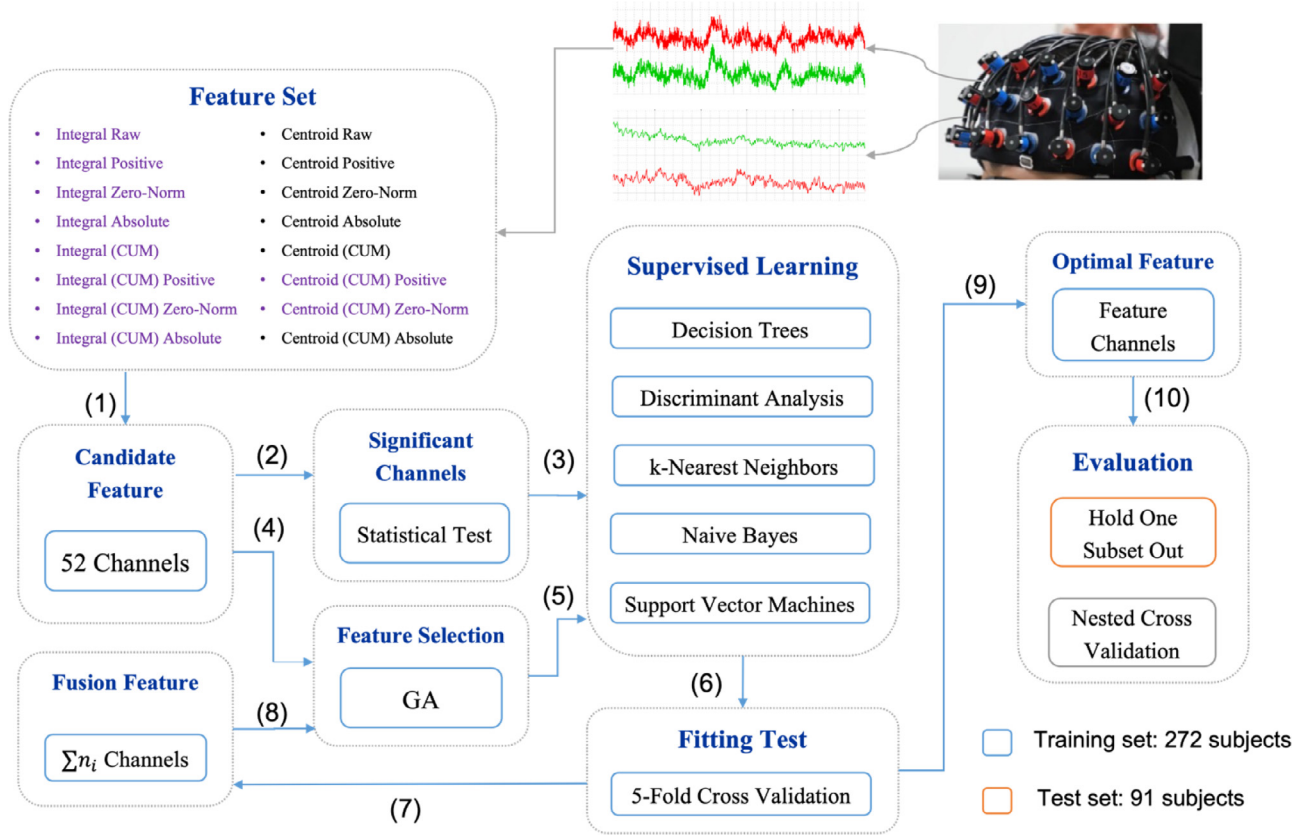 Feature Set
• Integral Raw
• Integral Positive
• Integral Zero-Norm
• Integral Absolute
• Integral (CUM)
• Integral (CUM) Positive
• Integral (CUM) Zero-Norm
• Integral (CUM) Absolute
• Centroid Raw
• Centroid Positive
• Centroid Zero-Norm
• Centroid Absolute
• Centroid (CUM)
• Centroid (CUM) Positive
• Centroid (CUM) Zero-Norm
• Centroid (CUM) Absolute
(1)
Candidate
Feature
52 Channels
(2)
(4)
Significant
Channels
Statistical Test
(3)
Feature Selection
GA
(5)
Fusion Feature
∑nᵢ Channels
(8)
Supervised Learning
Decision Trees
Discriminant Analysis
k-Nearest Neighbors
Naive Bayes
Support Vector Machines
(6)
Fitting Test
5-Fold Cross Validation
(7)
(9)
Optimal Feature
Feature
Channels
(10)
Evaluation
Hold One
Subset Out
Nested Cross
Validation
Training set: 272 subjects
Test set: 91 subjects